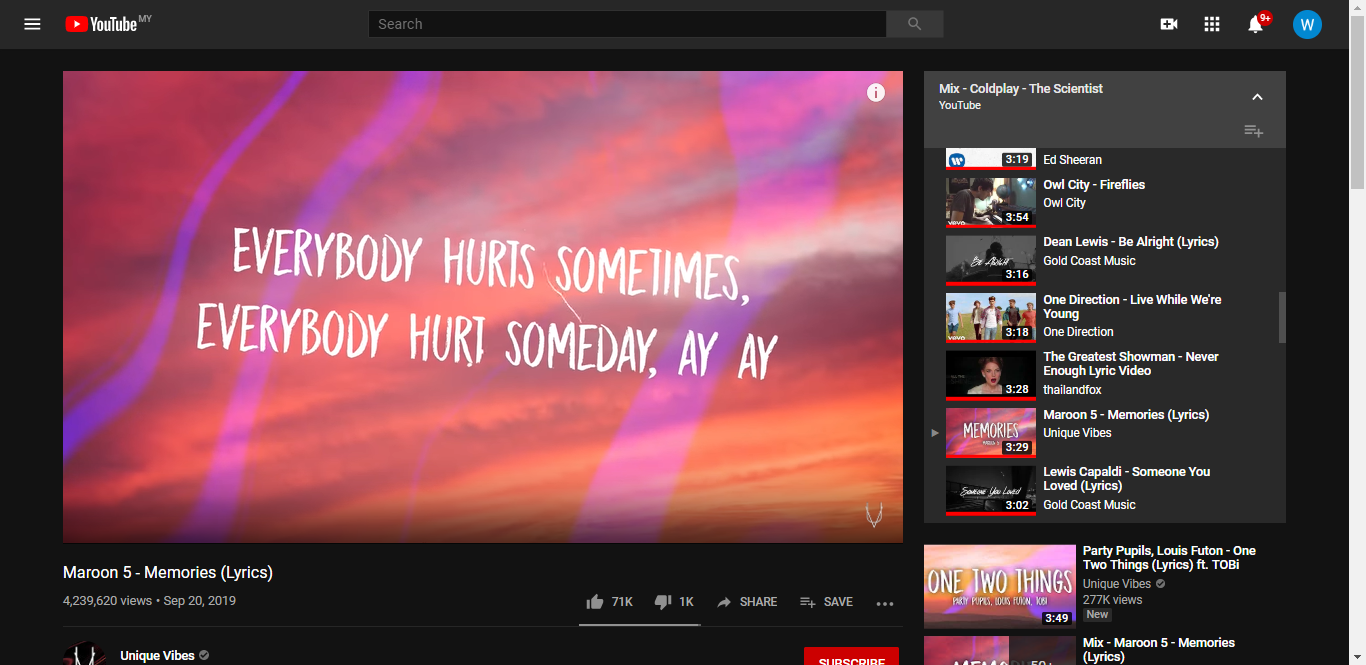 YouTube MY
Search
9+
W
EVERYBODY HURTS SOMETIMES,
EVERYBODY HURT SOMEDAY, AY AY
Maroon 5 - Memories (Lyrics)
4,239,620 views • Sep 20, 2019
71K
1K
SHARE
SAVE
Unique Vibes
SUBSCRIBE
Mix - Coldplay - The Scientist
YouTube
3:19
Ed Sheeran
vevo
3:54
Owl City - Fireflies
Owl City
BE ALRIGHT
3:16
Dean Lewis - Be Alright (Lyrics)
Gold Coast Music
vevo
3:18
One Direction - Live While We're
Young
One Direction
3:28
The Greatest Showman - Never
Enough Lyric Video
thailandfox
MEMORIES
MAROON 5
3:29
Maroon 5 - Memories (Lyrics)
Unique Vibes
SOMEONE YOU LOVED
3:02
Lewis Capaldi - Someone You
Loved (Lyrics)
Gold Coast Music
ONE TWO THINGS
PARTY PUPILS, LOUIS FUTON, TOBI
3:49
Party Pupils, Louis Futon - One
Two Things (Lyrics) ft. TOBi
Unique Vibes
277K views
New
Mix - Maroon 5 - Memories
(Lyrics)
50+